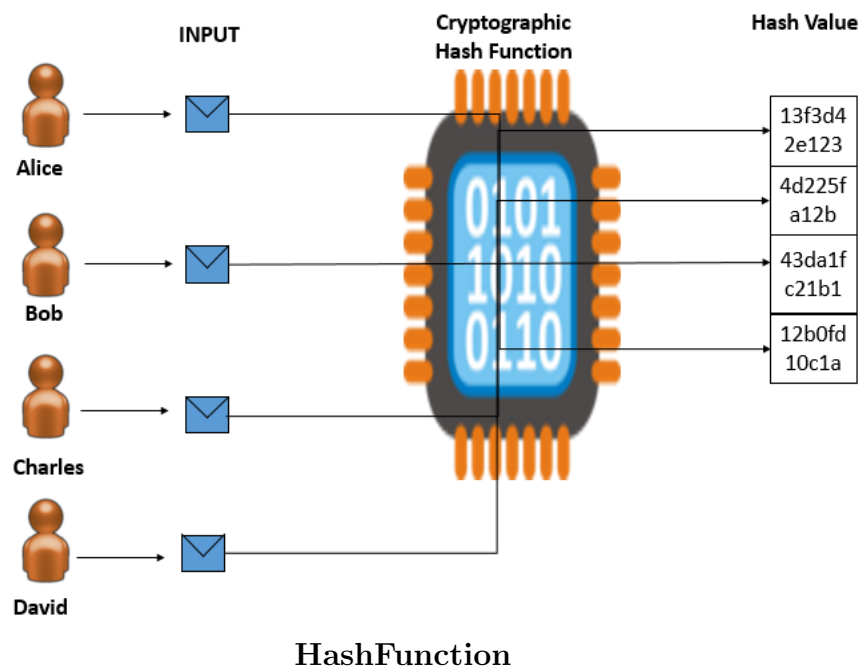 INPUT
Cryptographic
Hash Function
Hash Value
Alice
Bob
Charles
David
0101
1010
0110
13f3d4
2e123
4d225f
a12b
43da1f
c21b1
12b0fd
10c1a
HashFunction